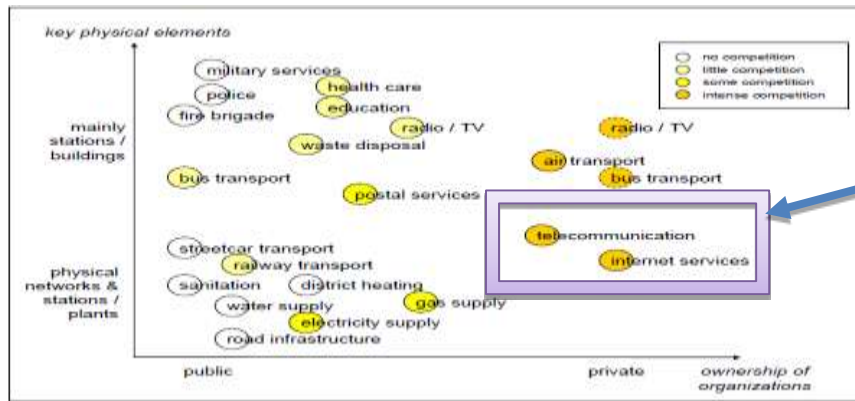 key physical elements
no competition
little competition
some competition
intense competition
military services
health care
police
education
fire brigade
radio / TV
radio / TV
mainly
stations /
buildings
waste disposal
air transport
bus transport
bus transport
postal services
telecommunication
streetcar transport
internet services
railway transport
physical
networks &
stations /
plants
sanitation
district heating
water supply
gas supply
electricity supply
road infrastructure
public
private
ownership of
organizations